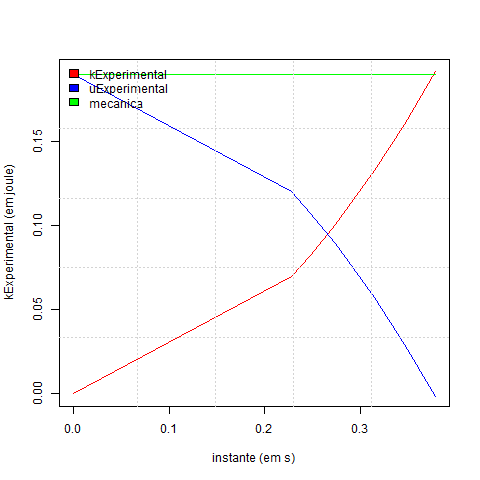 kExperimental
uExperimental
mecanica
kExperimental (em joule)
0.15
0.10
0.05
0.00
0.0 0.1 0.2 0.3
instante (em s)